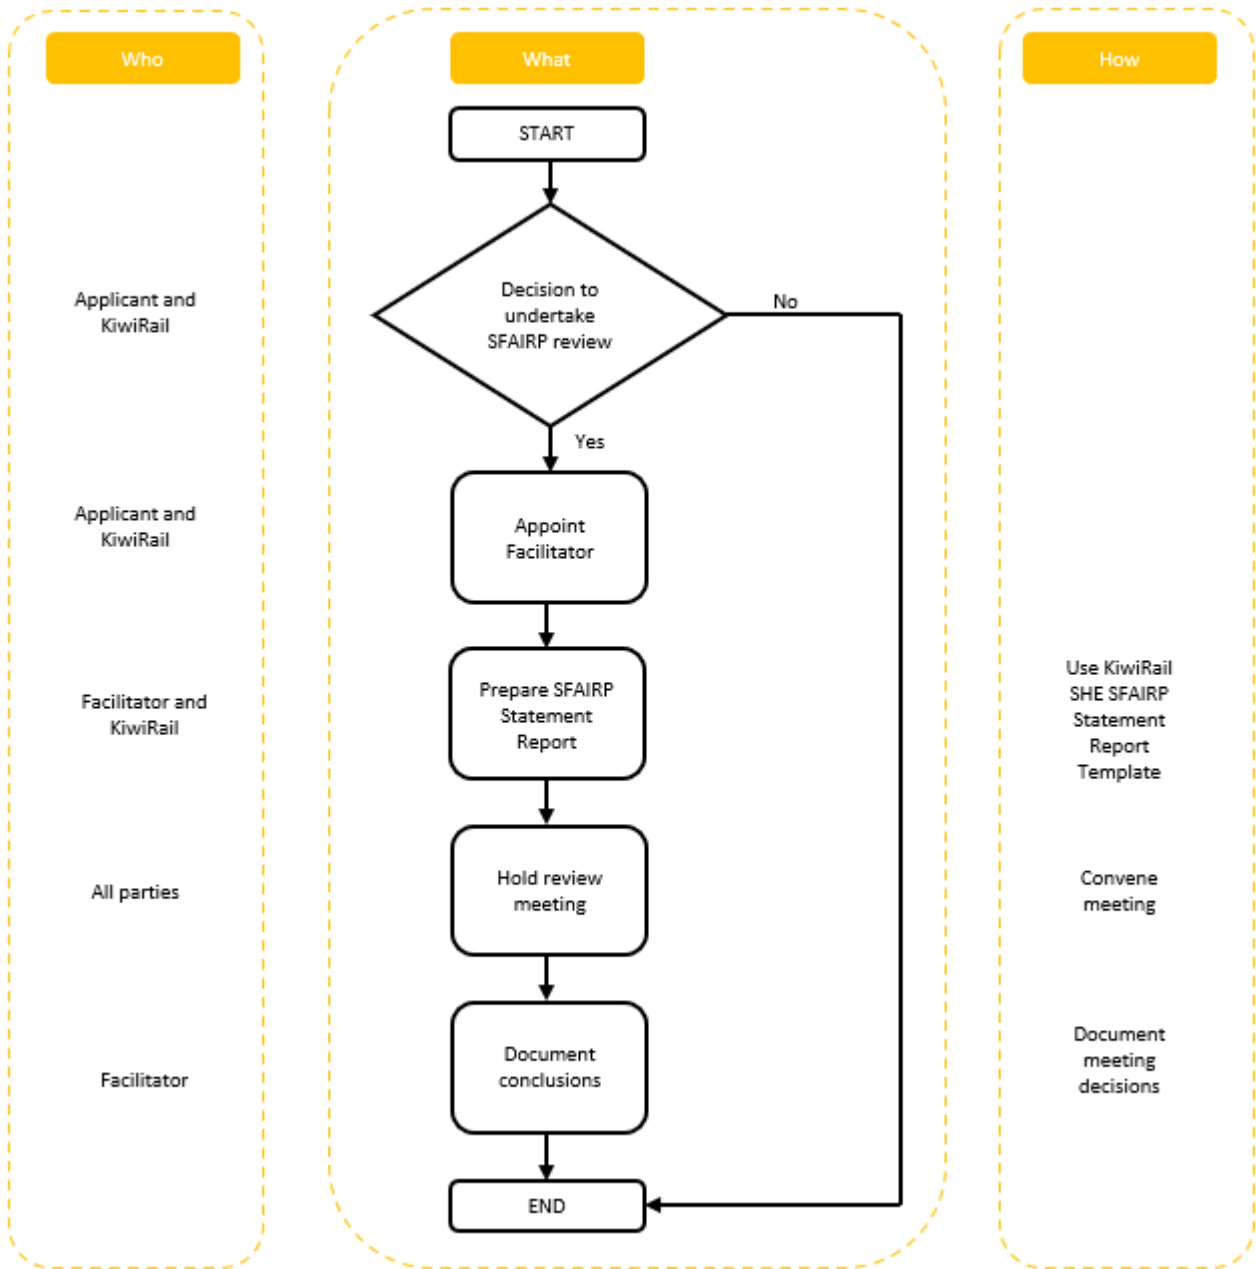 Who
What
How
START
Applicant and
KiwiRail
Decision to
undertake
SFAIRP review
No
Yes
Applicant and
KiwiRail
Appoint
Facilitator
Facilitator and
KiwiRail
Prepare SFAIRP
Statement
Report
Use KiwiRail
SHE SFAIRP
Statement
Report
Template
All parties
Hold review
meeting
Convene
meeting
Facilitator
Document
conclusions
Document
meeting
decisions
END